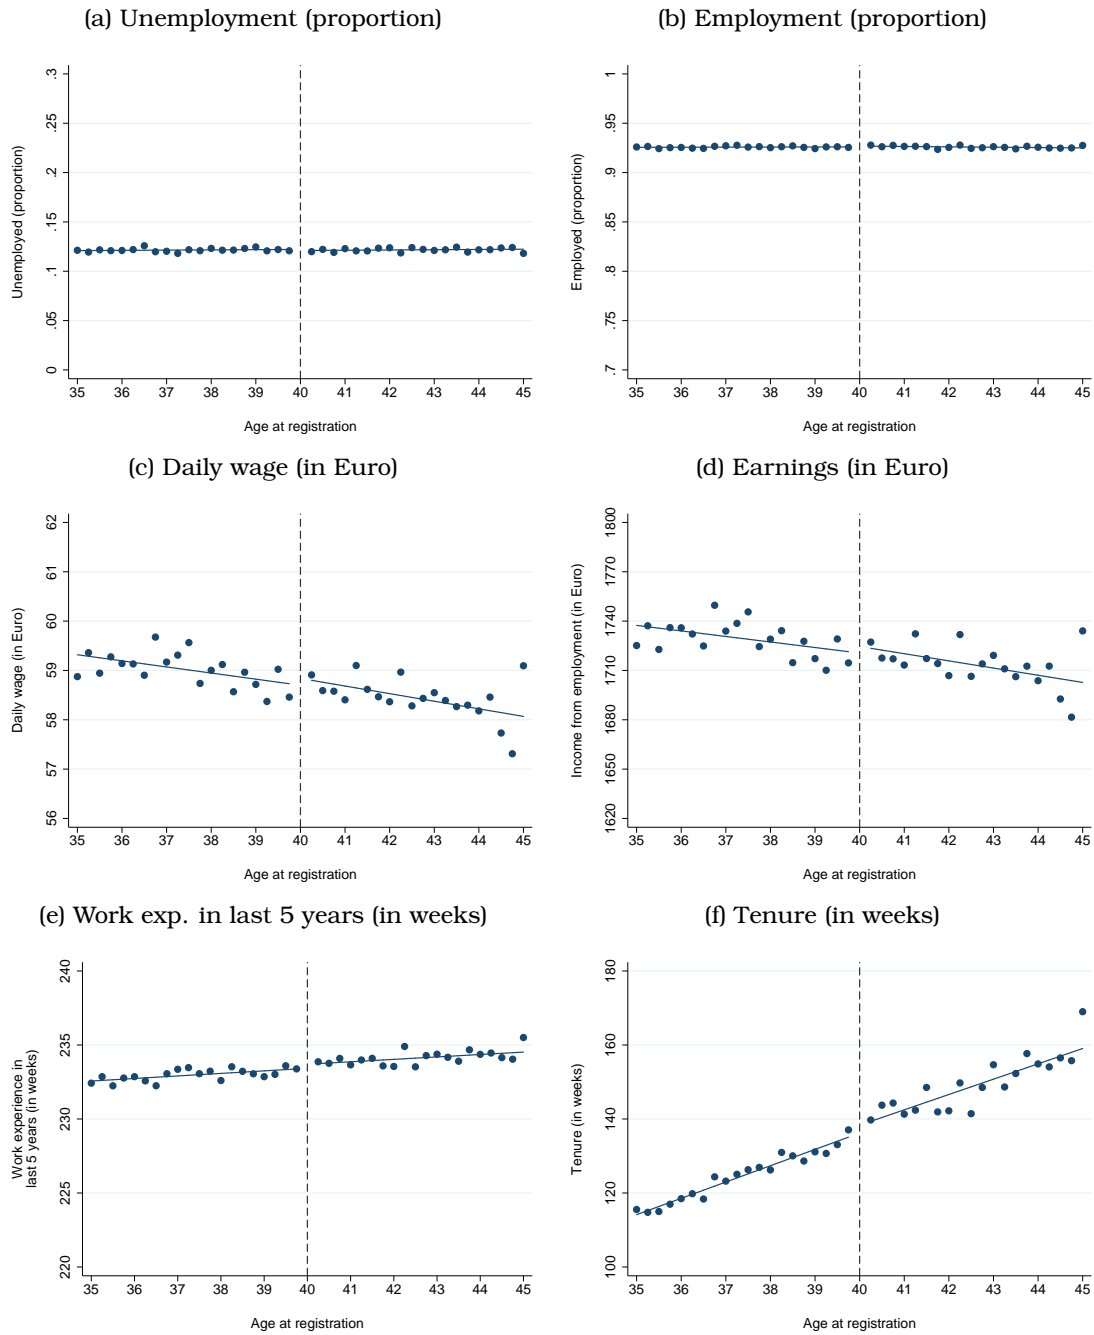 (a) Unemployment (proportion)
Unemployed (proportion)
.3
.25
.2
.15
.1
.05
0
35 36 37 38 39 40 41 42 43 44 45
Age at registration
(b) Employment (proportion)
Employed (proportion)
1
.95
.9
.85
.8
.75
.7
35 36 37 38 39 40 41 42 43 44 45
Age at registration
(c) Daily wage (in Euro)
Daily wage (in Euro)
62
61
60
59
58
57
56
35 36 37 38 39 40 41 42 43 44 45
Age at registration
(d) Earnings (in Euro)
Income from employment (in Euro)
1800
1770
1740
1710
1680
1650
1620
35 36 37 38 39 40 41 42 43 44 45
Age at registration
(e) Work exp. in last 5 years (in weeks)
Work experience in
last 5 years (in weeks)
240
235
230
225
220
35 36 37 38 39 40 41 42 43 44 45
Age at registration
(f) Tenure (in weeks)
Tenure (in weeks)
180
160
140
120
100
35 36 37 38 39 40 41 42 43 44 45
Age at registration